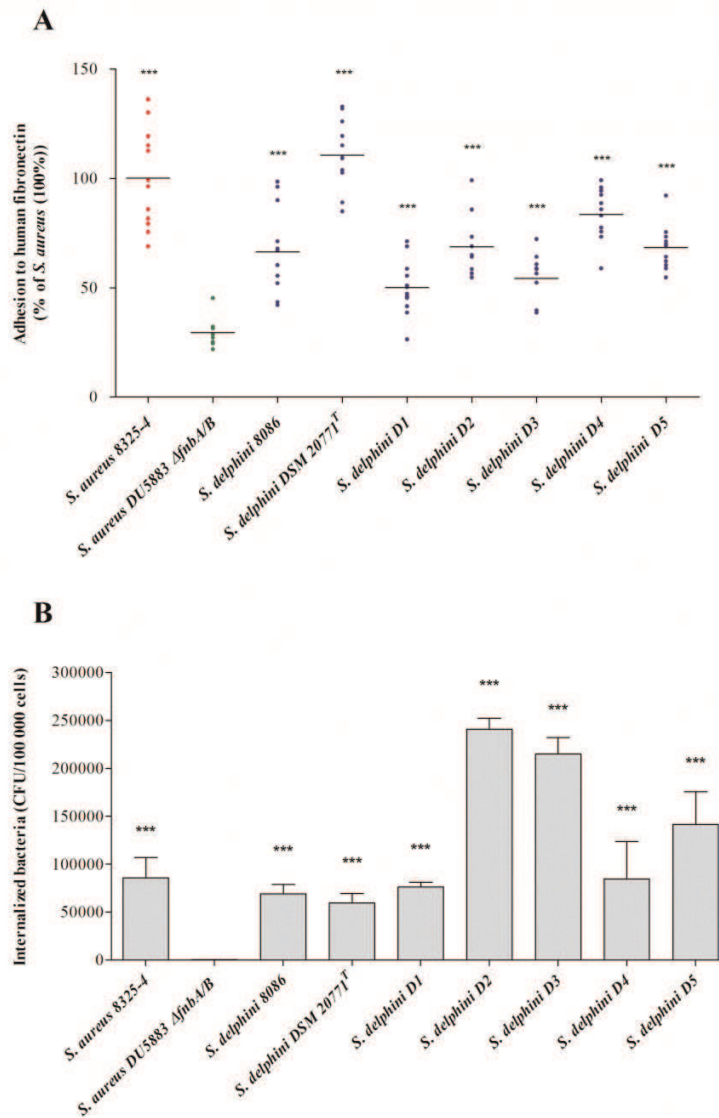 A
Adhesion to human fibronectin
(% of S. aureus (100%))
150
100
50
0
*** *** *** *** *** *** *** ***
S. aureus 8325-4
S. aureus DU5883 ΔfnbA/B
S. delphini 8086
S. delphini DSM 20771T
S. delphini D1
S. delphini D2
S. delphini D3
S. delphini D4
S. delphini D5
B
Internalized bacteria (CFU/100 000 cells)
300000
250000
200000
150000
100000
50000
0
*** *** *** *** *** *** *** ***
S. aureus 8325-4
S. aureus DU5883 ΔfnbA/B
S. delphini 8086
S. delphini DSM 20771T
S. delphini D1
S. delphini D2
S. delphini D3
S. delphini D4
S. delphini D5